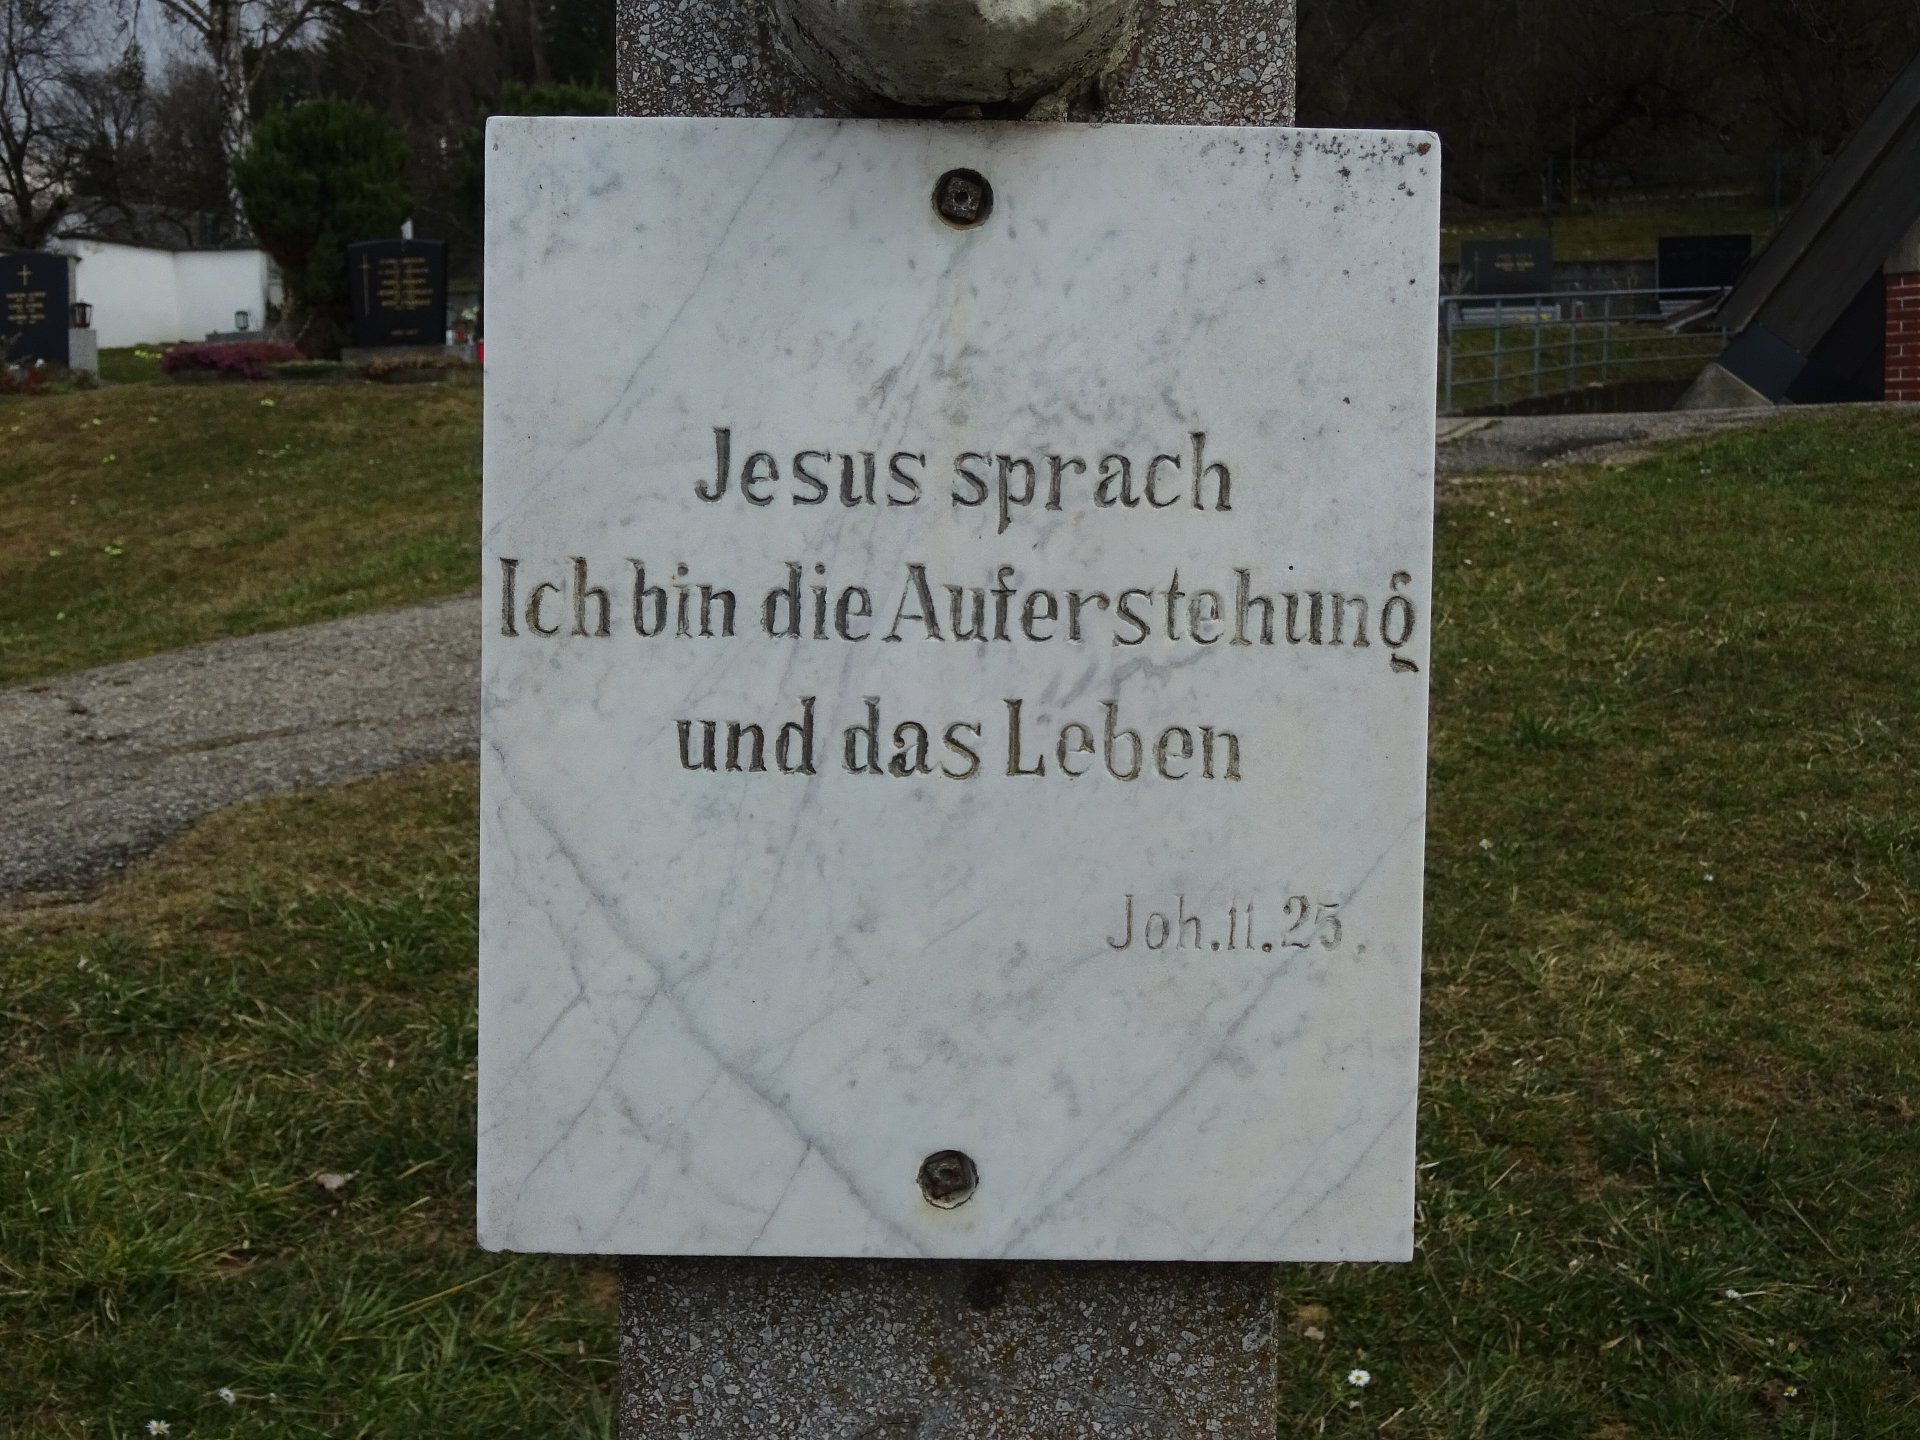 Jesus sprach
Ich bin die Auferstehung
und das Leben
Joh. 11. 25.